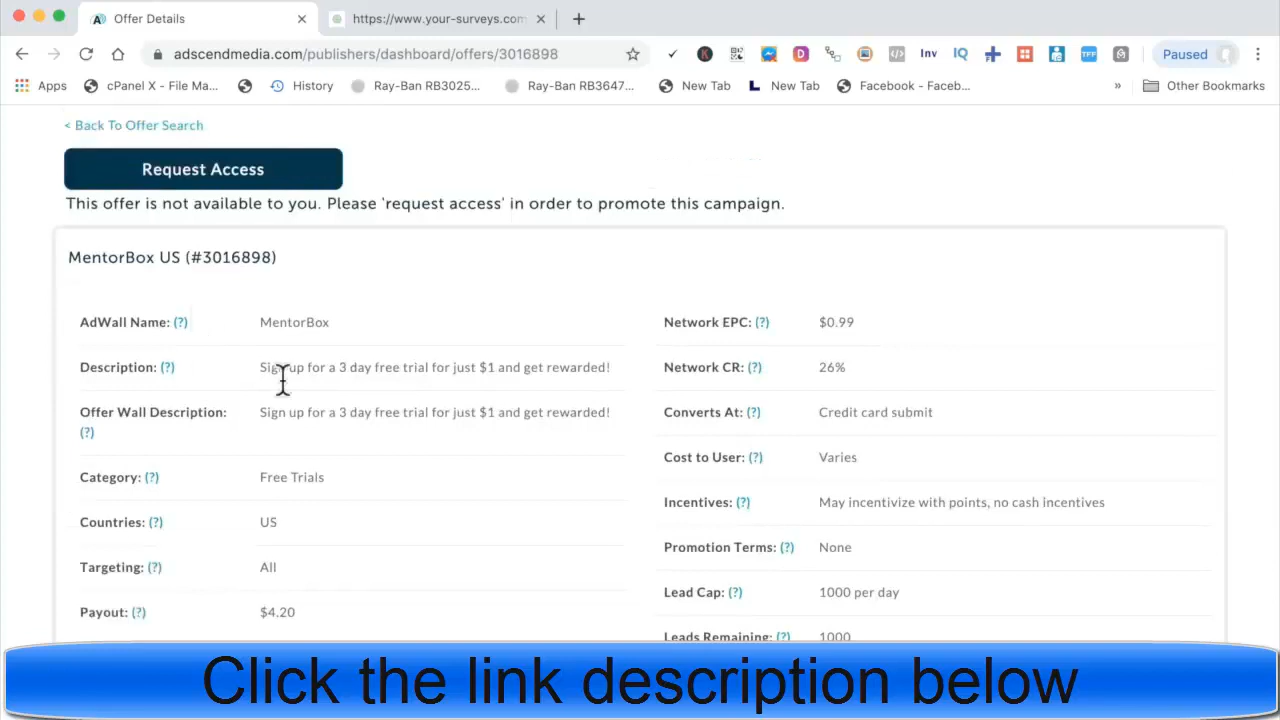 Offer Details
https://www.your-surveys.com
adscendmedia.com/publishers/dashboard/offers/3016898
Inv
IQ
TFF
Paused
Apps
cPanel X - File Ma...
History
Ray-Ban RB3025...
Ray-Ban RB3647...
New Tab
New Tab
Facebook - Faceb...
»
Other Bookmarks
< Back To Offer Search
Request Access
This offer is not available to you. Please 'request access' in order to promote this campaign.
MentorBox US (#3016898)
AdWall Name: (?) MentorBox
Description: (?) Sign up for a 3 day free trial for just $1 and get rewarded!
Offer Wall Description: (?) Sign up for a 3 day free trial for just $1 and get rewarded!
Category: (?) Free Trials
Countries: (?) US
Targeting: (?) All
Payout: (?) $4.20
Network EPC: (?) $0.99
Network CR: (?) 26%
Converts At: (?) Credit card submit
Cost to User: (?) Varies
Incentives: (?) May incentivize with points, no cash incentives
Promotion Terms: (?) None
Lead Cap: (?) 1000 per day
Leads Remaining: (?) 1000
Click the link description below